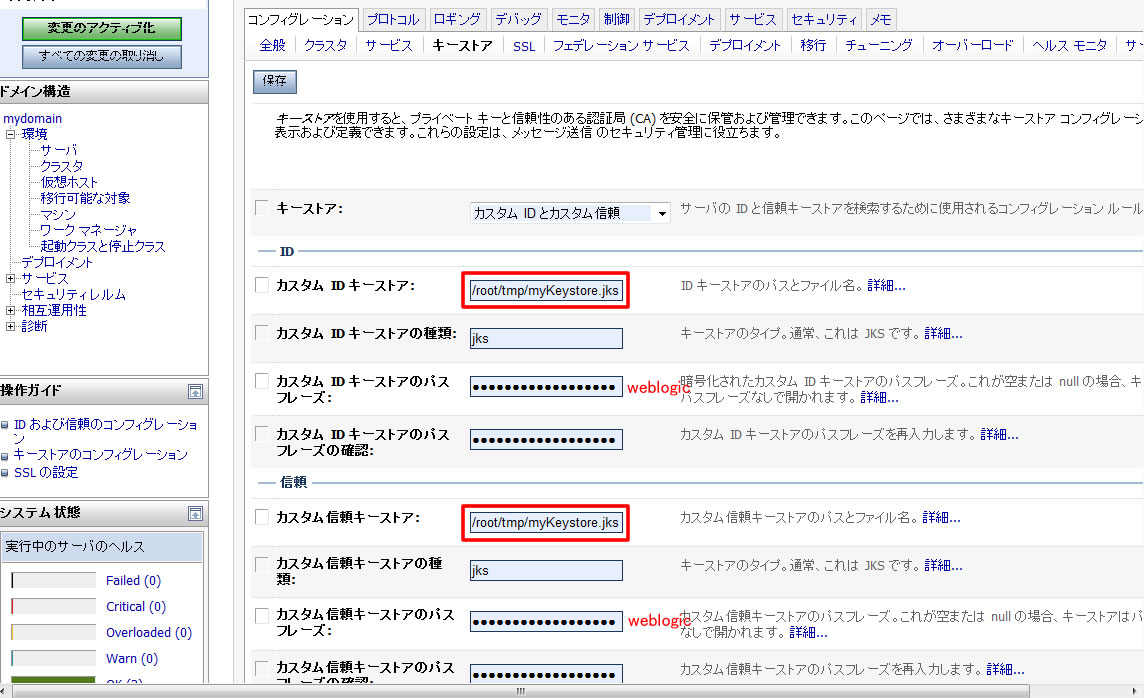 変更のアクティブ化
すべての変更の取り消し
ドメイン構造
mydomain
環境
サーバ
クラスタ
仮想ホスト
移行可能な対象
マシン
ワーク マネージャ
起動クラスと停止クラス
デプロイメント
サービス
セキュリティレルム
相互運用性
診断
操作ガイド
ID および信頼のコンフィグレーショ
ン
キーストアのコンフィグレーション
SSL の設定
システム状態
実行中のサーバのヘルス
Failed (0)
Critical (0)
Overloaded (0)
Warn (0)
コンフィグレーション プロトコル ロギング デバッグ モニタ 制御 デプロイメント サービス セキュリティ メモ
全般 クラスタ サービス キーストア SSL フェデレーション サービス デプロイメント 移行 チューニング オーバーロード ヘルス モニタ サー
保存
キーストアを使用すると、プライベート キーと信頼性のある認証局 (CA) を安全に保管および管理できます。このページでは、さまざまなキーストア コンフィグレーシ
表示および定義できます。これらの設定は、メッセージ送信 のセキュリティ管理に役立ちます。
キーストア: カスタム ID とカスタム信頼 サーバの ID と信頼キーストアを検索するために使用されるコンフィグレーション ルール
ID
カスタム ID キーストア: /root/tmp/myKeystore.jks ID キーストアのパスとファイル名。 詳細...
カスタム ID キーストアの種類: jks キーストアのタイプ。通常、これは JKS です。 詳細...
カスタム ID キーストアのパス
フレーズ: •••••••••••••••••• weblogic 暗号化されたカスタム ID キーストアのパスフレーズ。これが空または null の場合、キ
パスフレーズなしで開かれます。 詳細...
カスタム ID キーストアのパス
フレーズの確認: •••••••••••••••••• カスタム ID キーストアのパスフレーズを再入力します。 詳細...
信頼
カスタム信頼キーストア: /root/tmp/myKeystore.jks カスタム信頼キーストアのパスとファイル名。 詳細...
カスタム信頼キーストアの種
類: jks キーストアのタイプ。通常、これは JKS です。 詳細...
カスタム信頼キーストアのパス
フレーズ: •••••••••••••••••• weblogic カスタム信頼キーストアのパスフレーズ。これが空または null の場合、キーストアはパ
なしで開かれます。 詳細...
カスタム信頼キーストアのパス
フレーズの確認: •••••••••••••••••• カスタム信頼キーストアのパスフレーズを再入力します。 詳細...